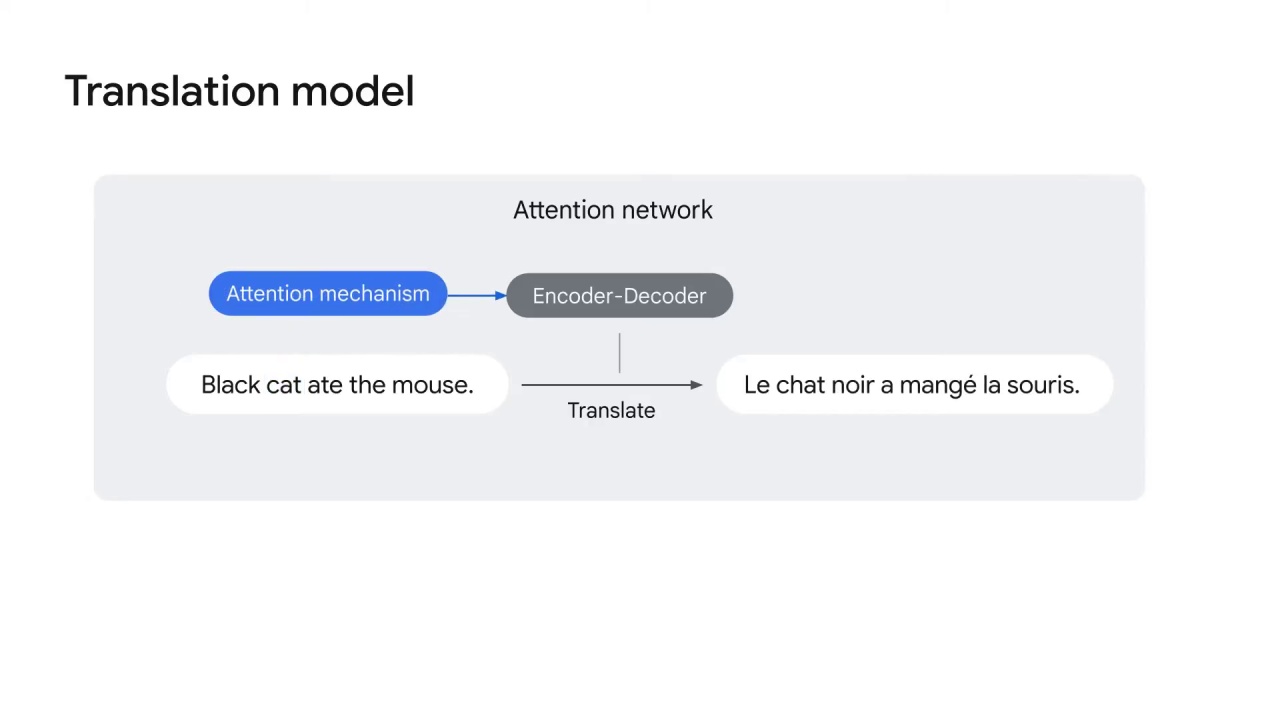 Translation model
Attention network
Attention mechanism
Encoder-Decoder
Black cat ate the mouse.
Translate
Le chat noir a mangé la souris.